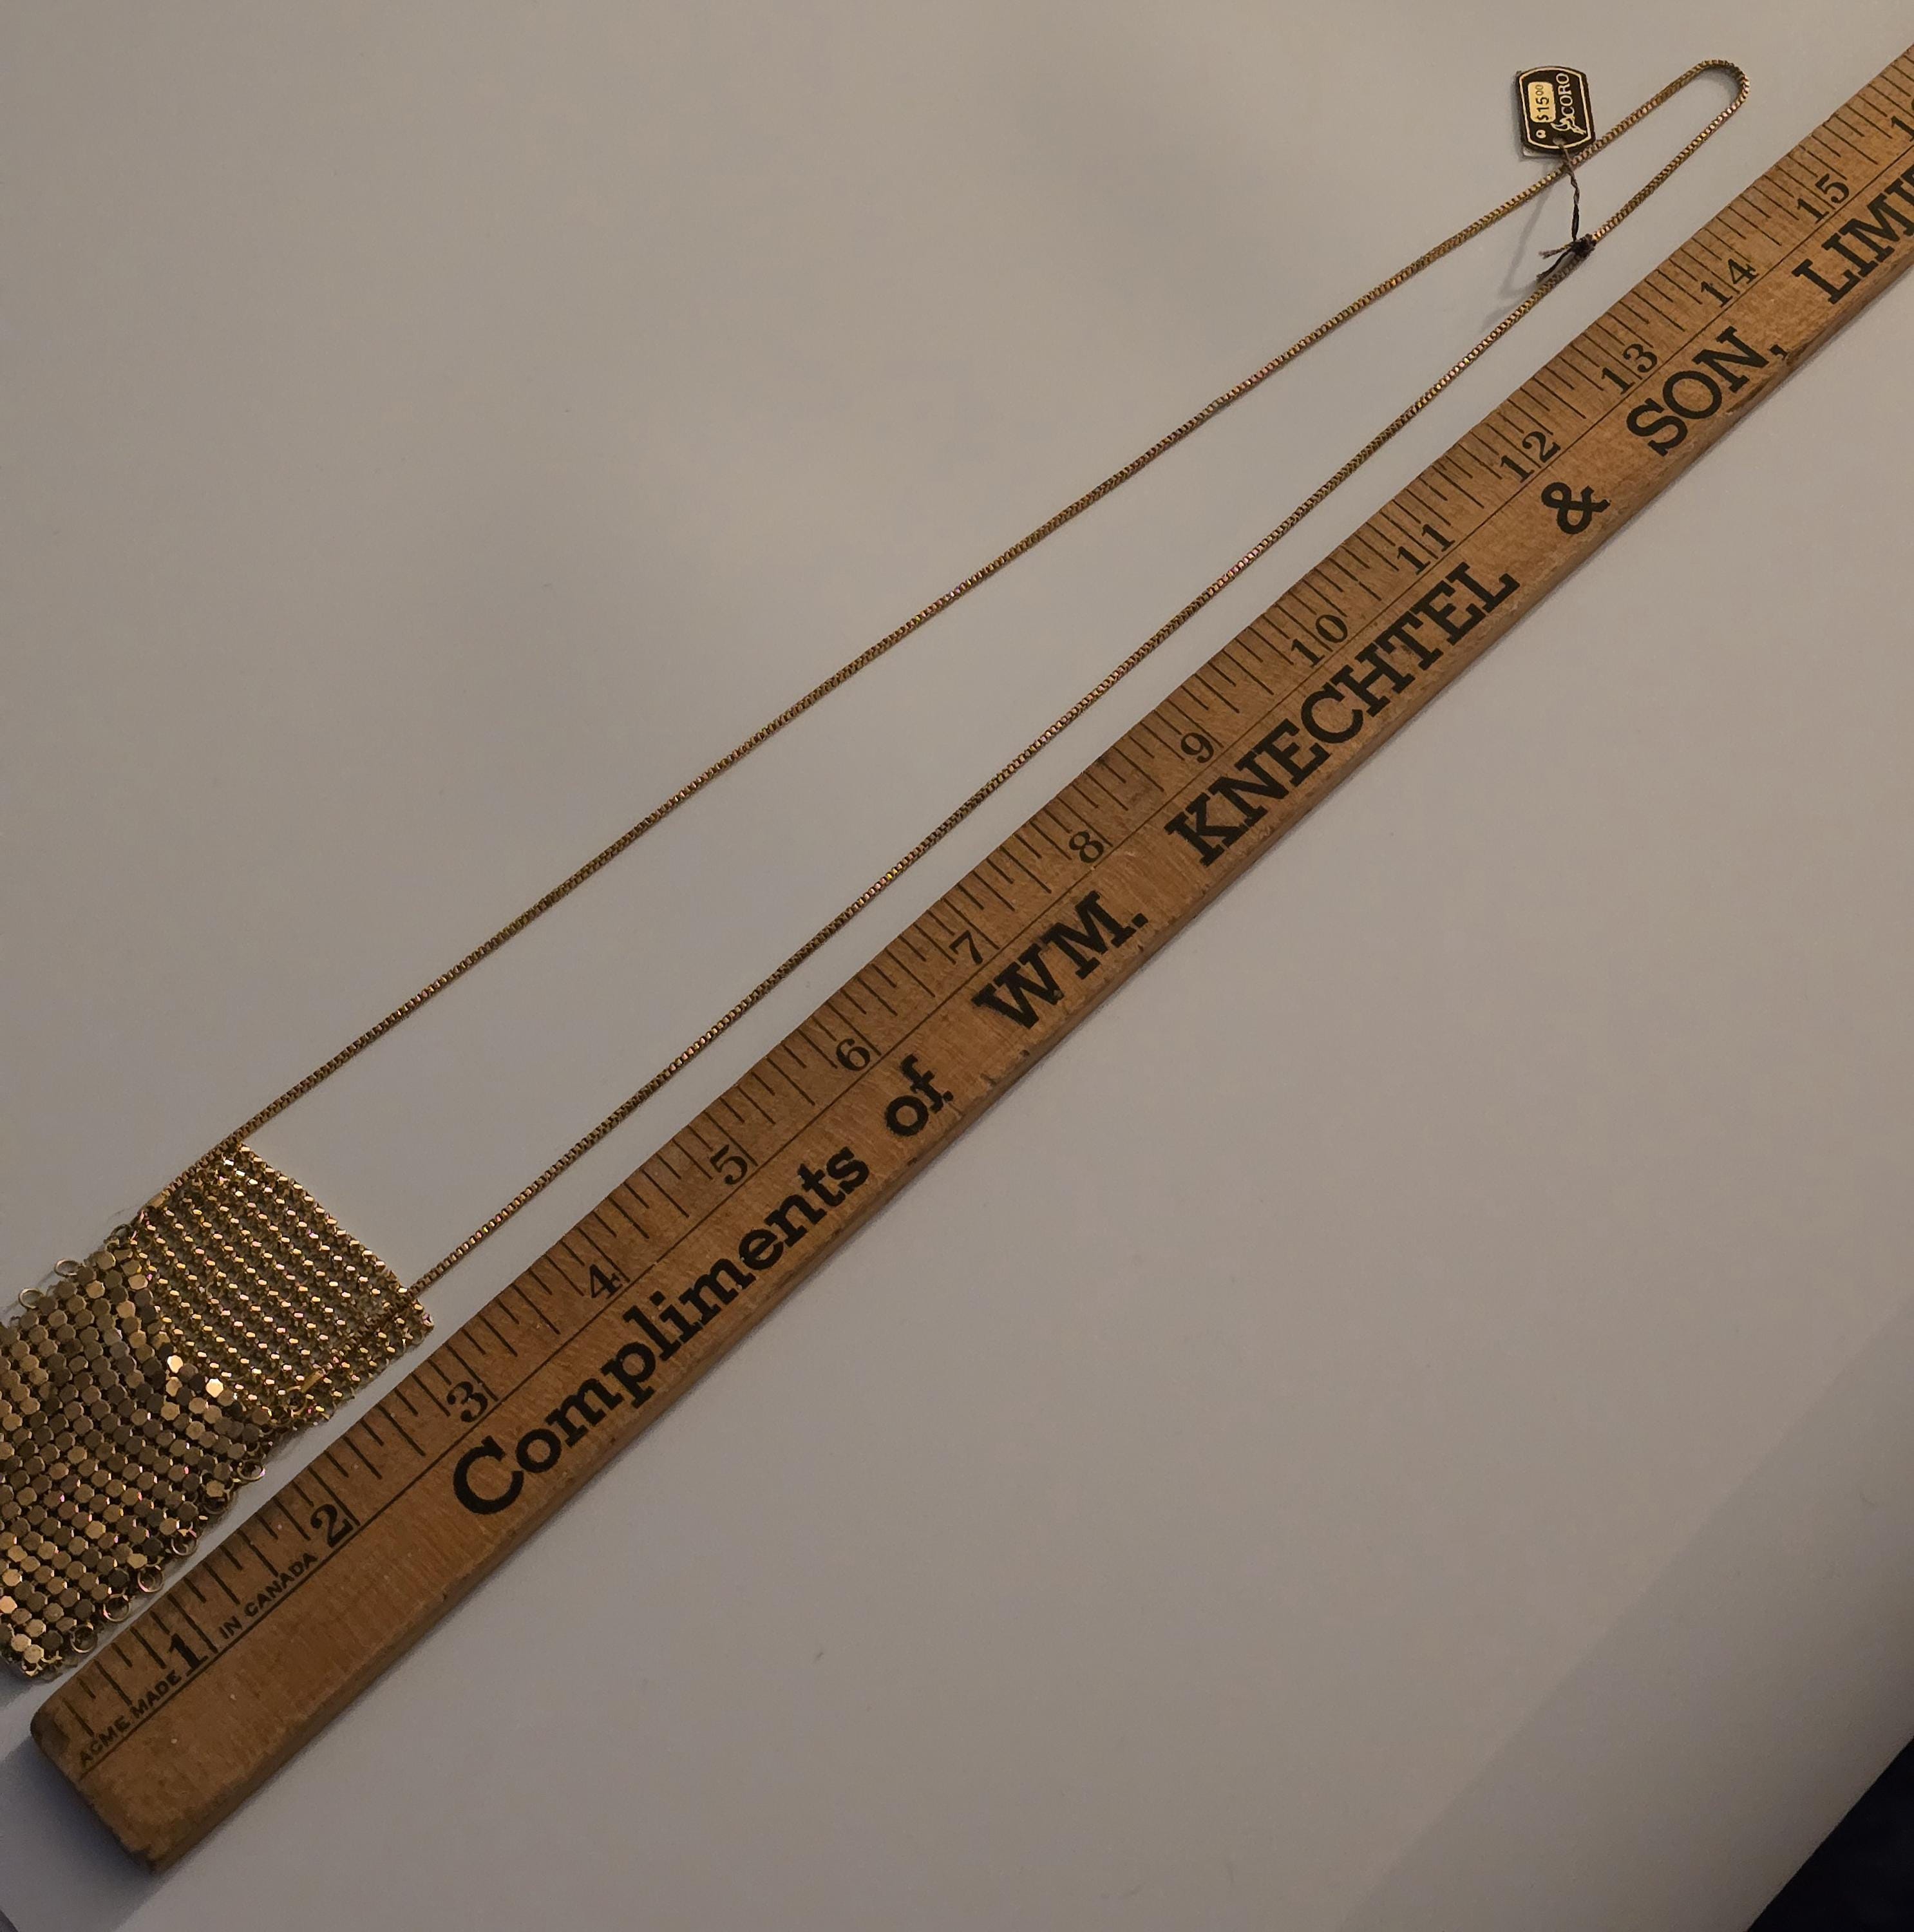 $15.00
CORO
1 2 3 4 5 6 7 8 9 10 11 12 13 14 15
ACME MADE IN CANADA
Compliments of WM. KNECHTEL & SON,